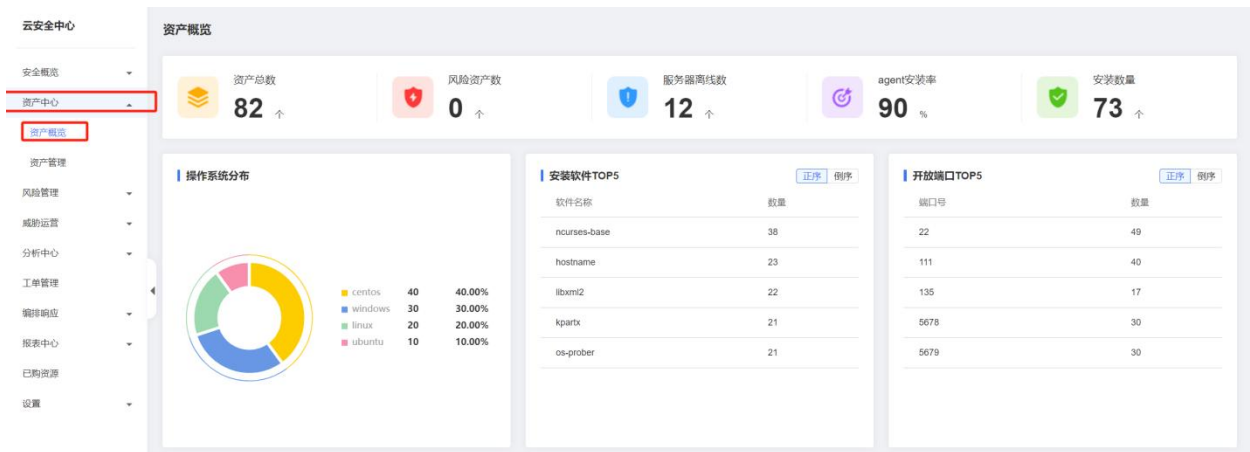 云安全中心
安全概览
资产中心
资产概览
资产管理
风险管理
威胁运营
分析中心
工单管理
编排响应
报表中心
已购资源
设置
资产概览
资产总数
82 个
风险资产数
0 个
服务器离线数
12 个
agent安装率
90 %
安装数量
73 个
操作系统分布
centos 40 40.00%
windows 30 30.00%
linux 20 20.00%
ubuntu 10 10.00%
安装软件TOP5 正序 倒序
软件名称 数量
ncurses-base 38
hostname 23
libxml2 22
kpartx 21
os-prober 21
开放端口TOP5 正序 倒序
端口号 数量
22 49
111 40
135 17
5678 30
5679 30